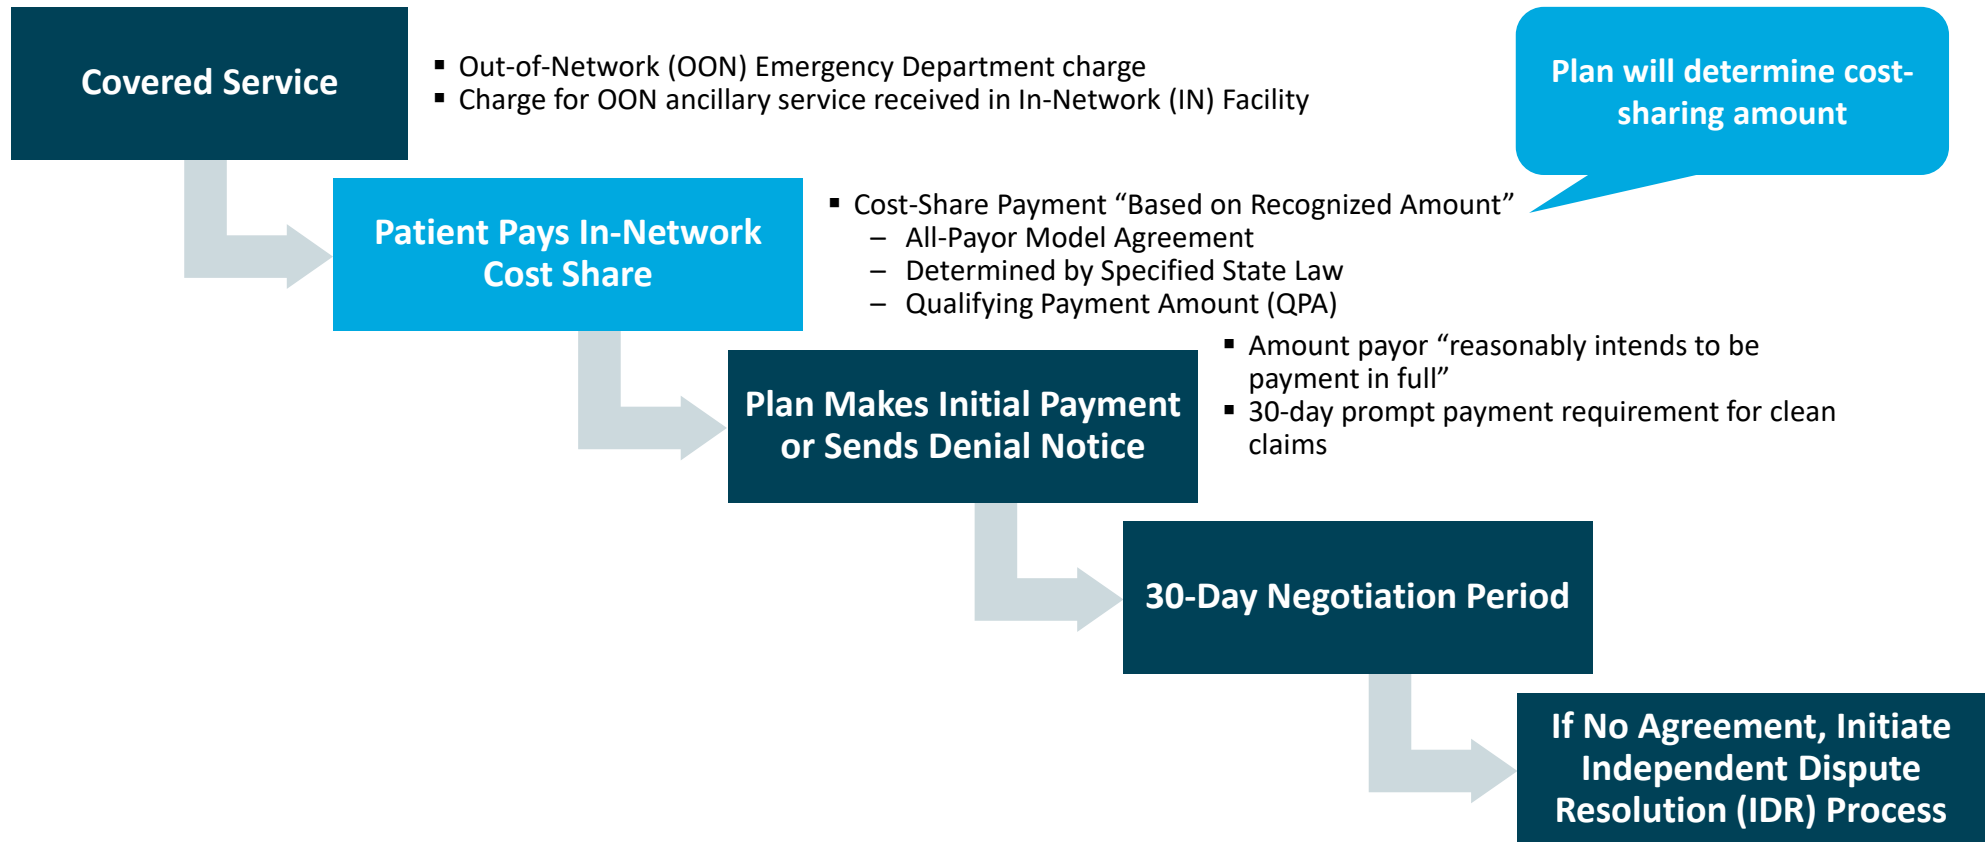 Covered Service
▪ Out-of-Network (OON) Emergency Department charge
▪ Charge for OON ancillary service received in In-Network (IN) Facility
Plan will determine cost-
sharing amount
Patient Pays In-Network
Cost Share
▪ Cost-Share Payment “Based on Recognized Amount”
– All-Payor Model Agreement
– Determined by Specified State Law
– Qualifying Payment Amount (QPA)
Plan Makes Initial Payment
or Sends Denial Notice
▪ Amount payor “reasonably intends to be
payment in full”
▪ 30-day prompt payment requirement for clean
claims
30-Day Negotiation Period
If No Agreement, Initiate
Independent Dispute
Resolution (IDR) Process